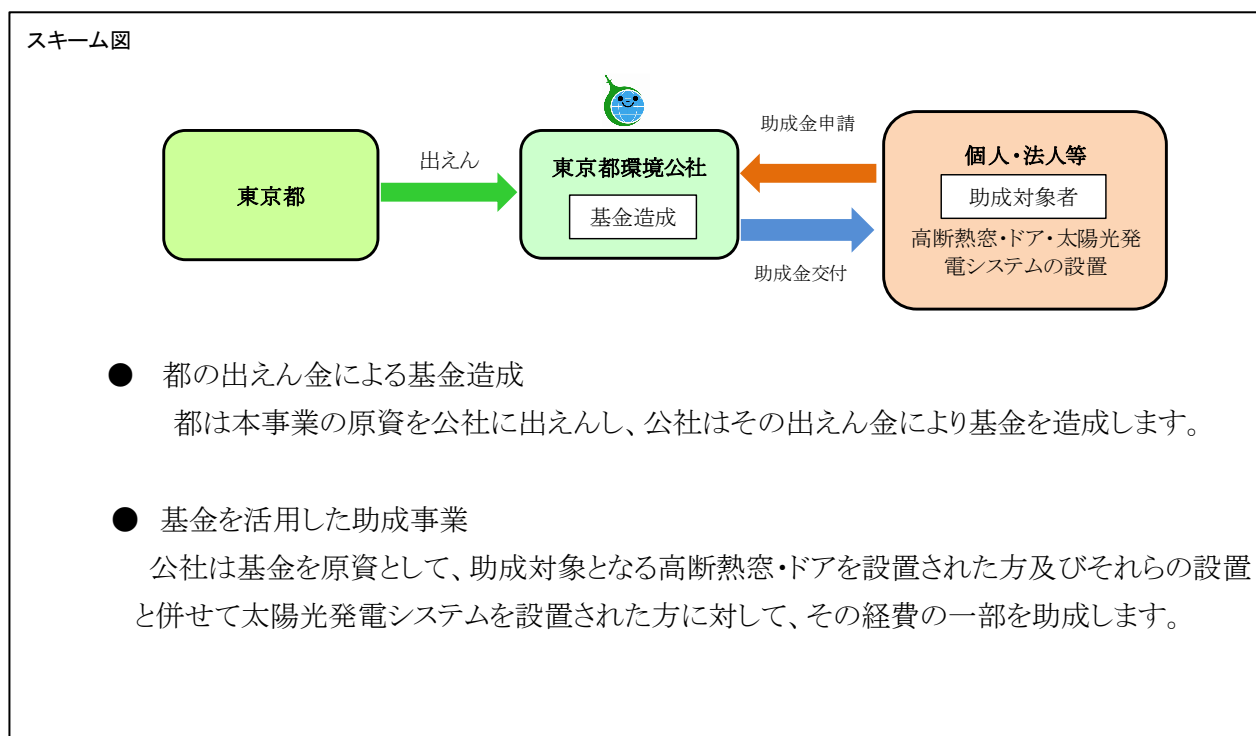 スキーム図
東京都
出えん
東京都環境公社
基金造成
助成金申請
助成金交付
個人・法人等
助成対象者
高断熱窓・ドア・太陽光発
電システムの設置
● 都の出えん金による基金造成
都は本事業の原資を公社に出えんし、公社はその出えん金により基金を造成します。
● 基金を活用した助成事業
公社は基金を原資として、助成対象となる高断熱窓・ドアを設置された方及びそれらの設置
と併せて太陽光発電システムを設置された方に対して、その経費の一部を助成します。